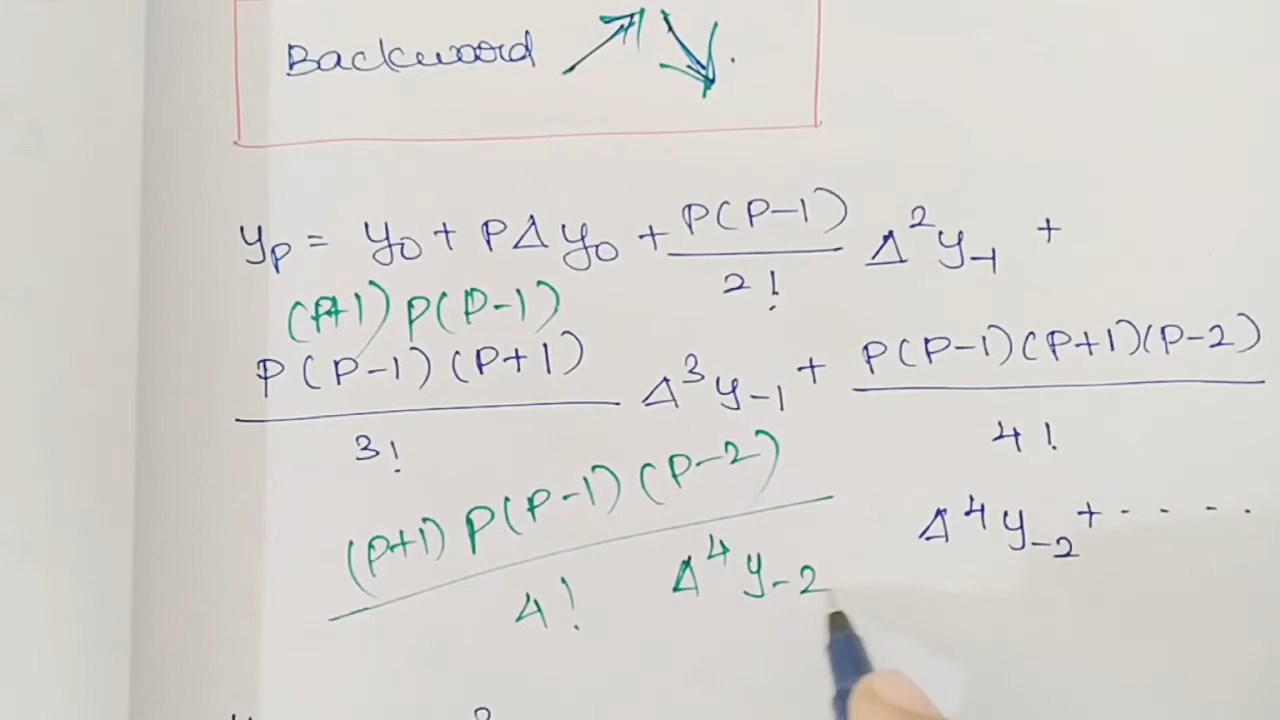 Backward
yp = y0 + PΔy0 + P(P-1)/2! Δ²y-1 +
(P+1) P(P-1)
P(P-1)(P+1)/3! Δ³y-1 + P(P-1)(P+1)(P-2)/4!
(P+1) P(P-1)(P-2)/4! Δ⁴y-2
Δ⁴y-2 + - - - -